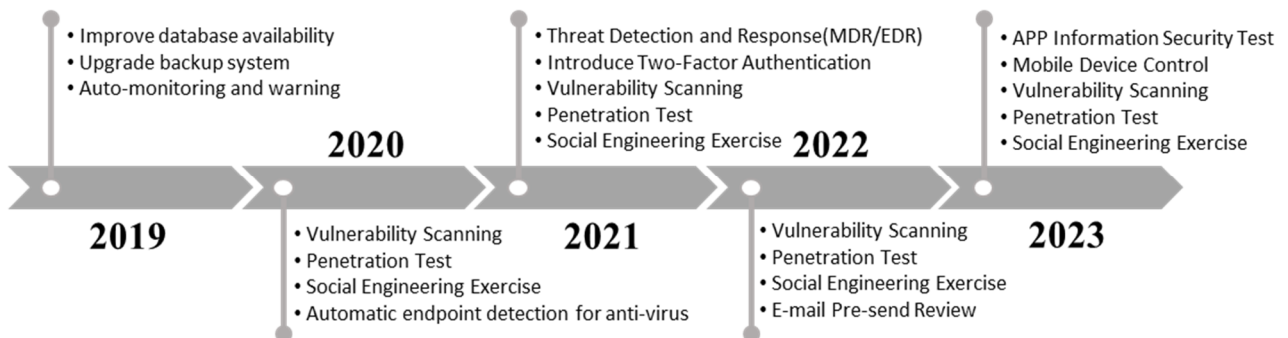 • Improve database availability
• Upgrade backup system
• Auto-monitoring and warning
2019
2020
• Vulnerability Scanning
• Penetration Test
• Social Engineering Exercise
• Automatic endpoint detection for anti-virus
• Threat Detection and Response(MDR/EDR)
• Introduce Two-Factor Authentication
• Vulnerability Scanning
• Penetration Test
• Social Engineering Exercise
2021
2022
• Vulnerability Scanning
• Penetration Test
• Social Engineering Exercise
• E-mail Pre-send Review
• APP Information Security Test
• Mobile Device Control
• Vulnerability Scanning
• Penetration Test
• Social Engineering Exercise
2023